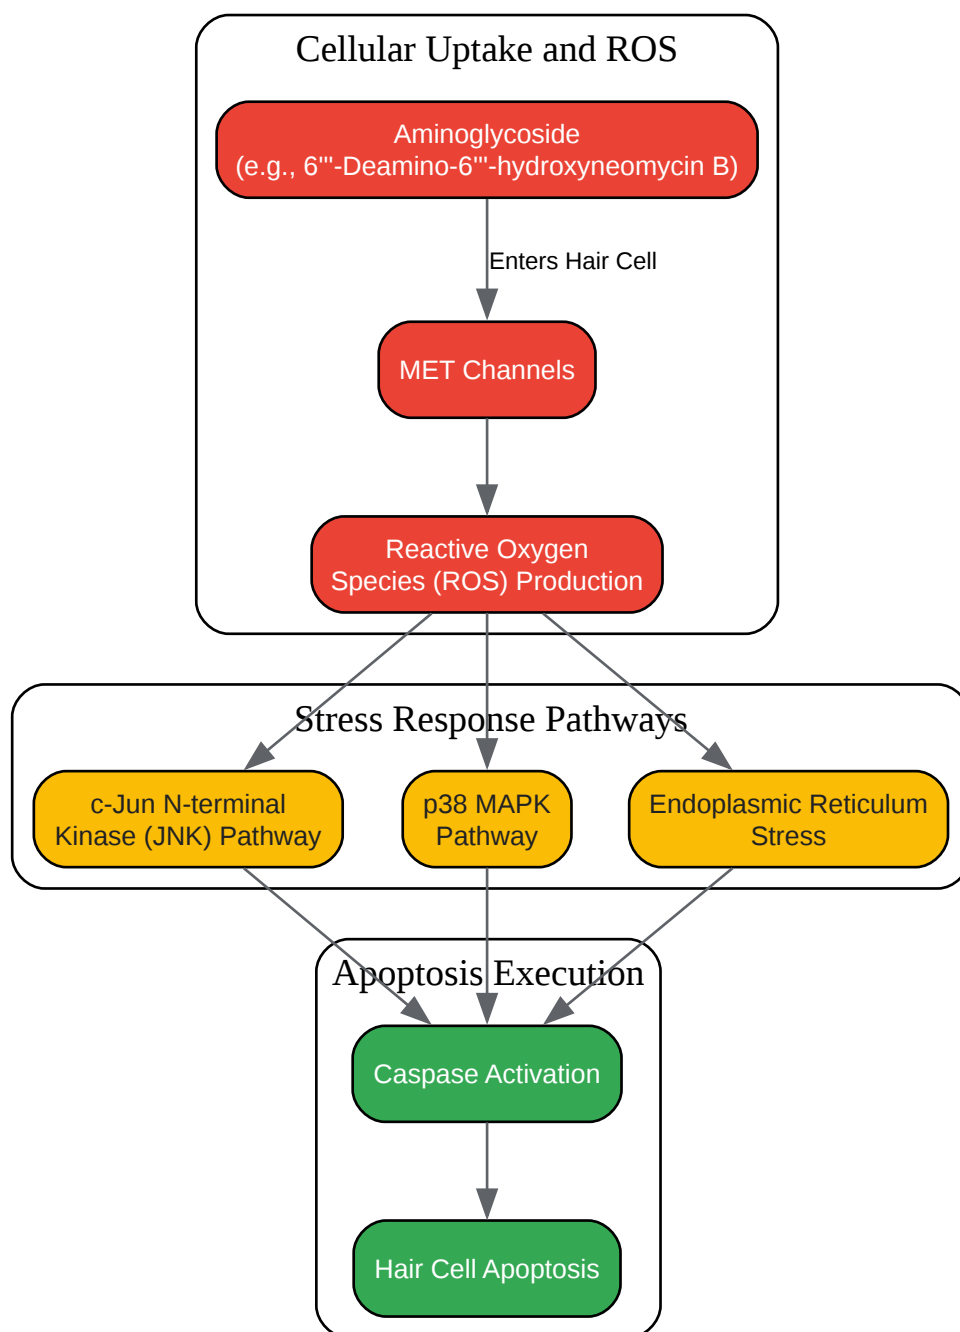 Cellular Uptake and ROS
Aminoglycoside
(e.g., 6'''-Deamino-6'''-hydroxyneomycin B)
Enters Hair Cell
MET Channels
Reactive Oxygen
Species (ROS) Production
Stress Response Pathways
c-Jun N-terminal
Kinase (JNK) Pathway
p38 MAPK
Pathway
Endoplasmic Reticulum
Stress
Apoptosis Execution
Caspase Activation
Hair Cell Apoptosis